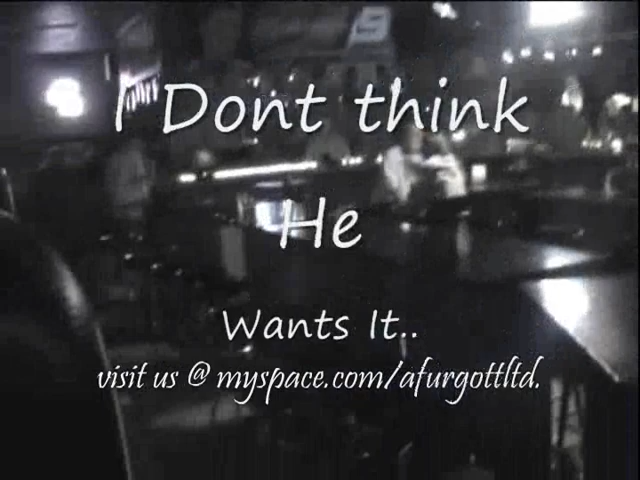 I Dont think
He
Wants It..
visit us @ myspace.com/afurgottltd.